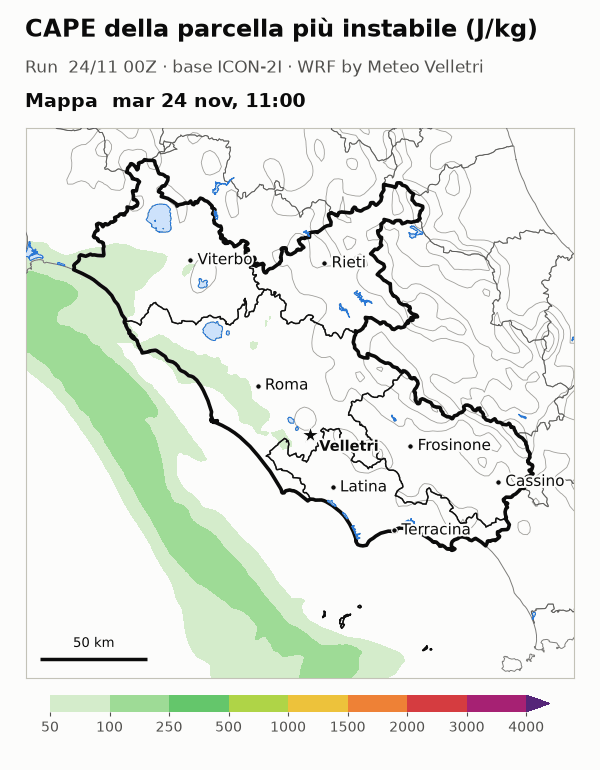 CAPE della parcella più instabile (J/kg)
Run 24/11 00Z · base ICON-2I · WRF by Meteo Velletri
Mappa mar 24 nov, 11:00
Viterbo
Rieti
Roma
Velletri
Frosinone
Latina
Cassino
Terracina
50 km
50 100 250 500 1000 1500 2000 3000 4000